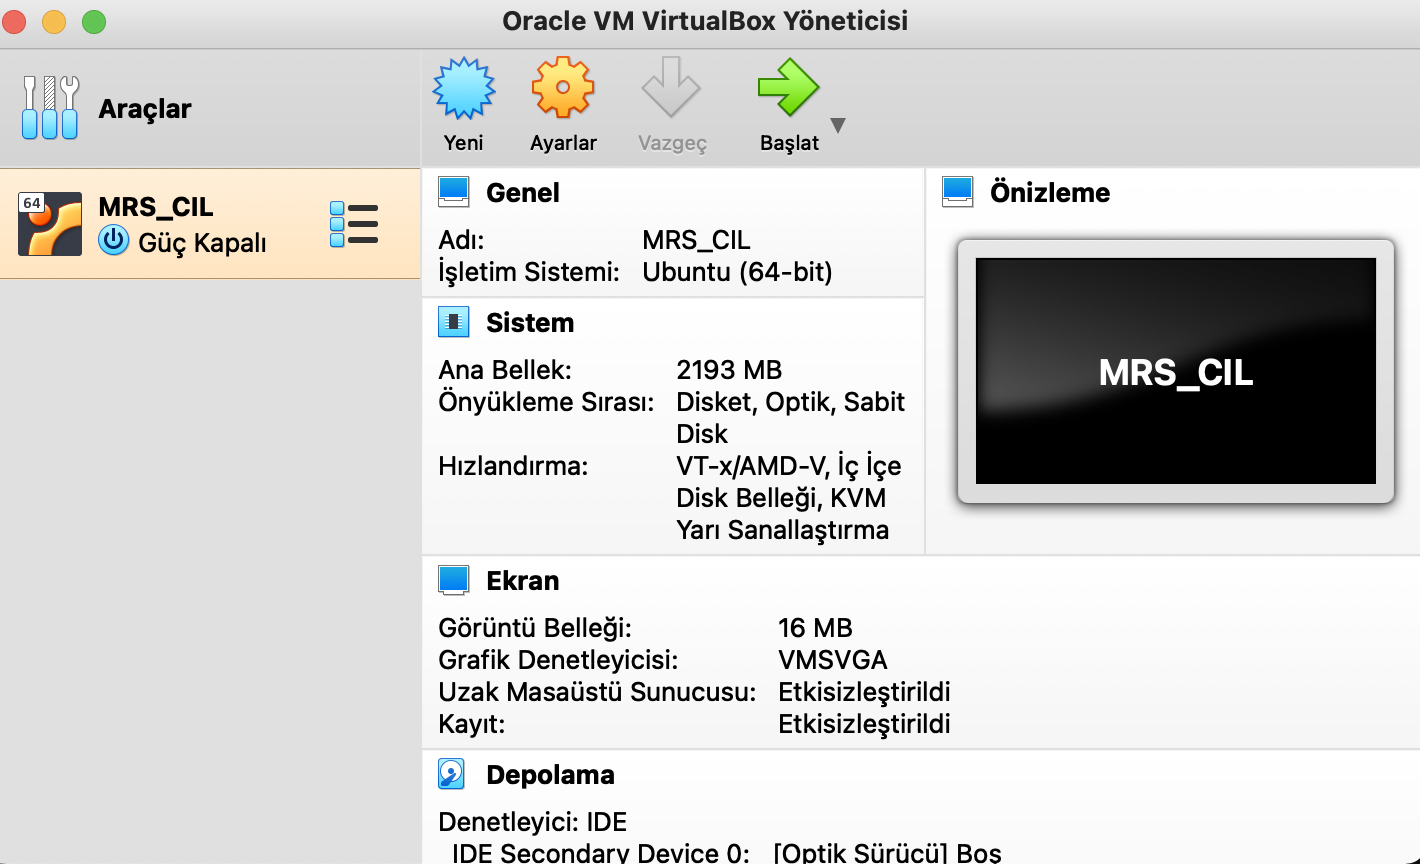 Oracle VM VirtualBox Yöneticisi
Araçlar
Yeni
Ayarlar
Vazgeç
Başlat
64
MRS_CIL
Güç Kapalı
Genel
Adı: MRS_CIL
İşletim Sistemi: Ubuntu (64-bit)
Sistem
Ana Bellek: 2193 MB
Önyükleme Sırası: Disket, Optik, Sabit
Disk
Hızlandırma: VT-x/AMD-V, İç İçe
Disk Belleği, KVM
Yarı Sanallaştırma
Önizleme
MRS_CIL
Ekran
Görüntü Belleği: 16 MB
Grafik Denetleyicisi: VMSVGA
Uzak Masaüstü Sunucusu: Etkisizleştirildi
Kayıt: Etkisizleştirildi
Depolama
Denetleyici: IDE
IDE Secondary Device 0: [Optik Sürücü] Boş